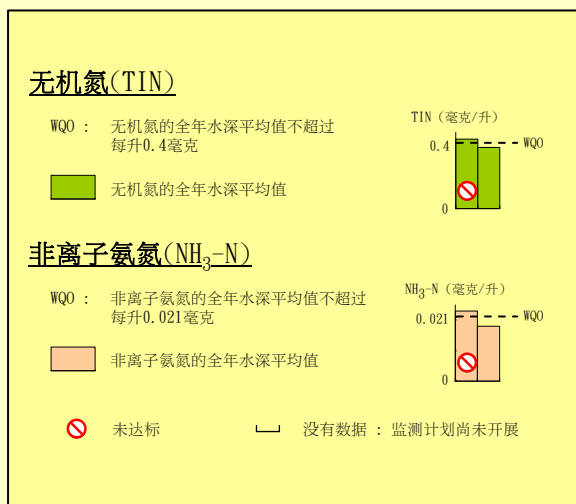 无机氮(TIN)
WQO : 无机氮的全年水深平均值不超过
每升0.4毫克
无机氮的全年水深平均值
TIN (毫克/升)
0.4
WQO
0
非离子氨氮(NH₃-N)
WQO : 非离子氨氮的全年水深平均值不超过
每升0.021毫克
非离子氨氮的全年水深平均值
NH₃-N (毫克/升)
0.021
WQO
0
未达标
没有数据 : 监测计划尚未开展